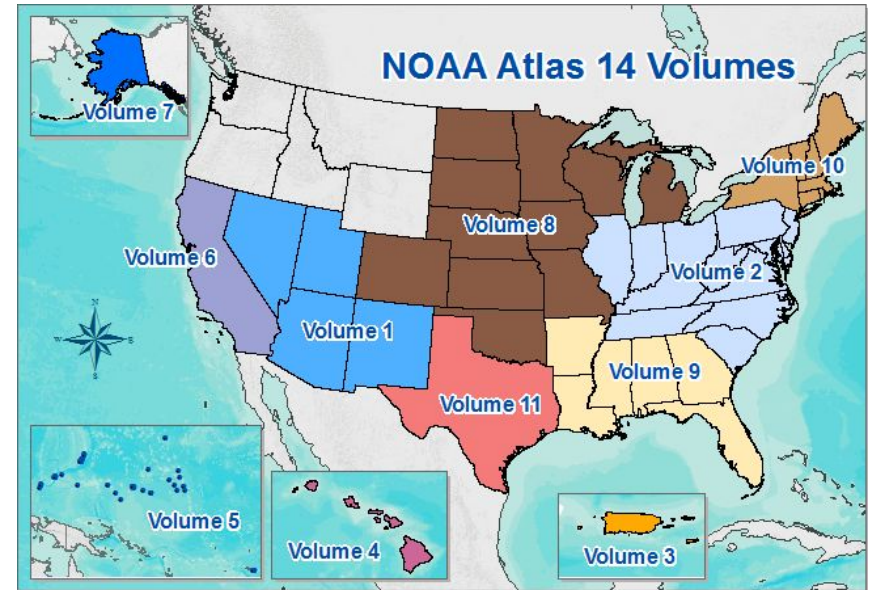 NOAA Atlas 14 Volumes
Volume 7
Volume 10
Volume 8
Volume 6
Volume 2
Volume 1
Volume 9
Volume 11
Volume 5
Volume 4
Volume 3
N
W
E
S